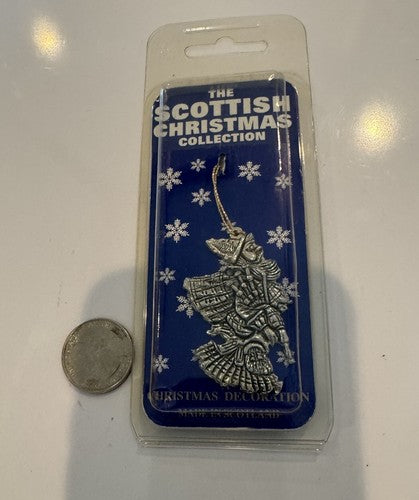 THE
SCOTTISH
CHRISTMAS
COLLECTION
CHRISTMAS DECORATION
MADE IN SCOTLAND